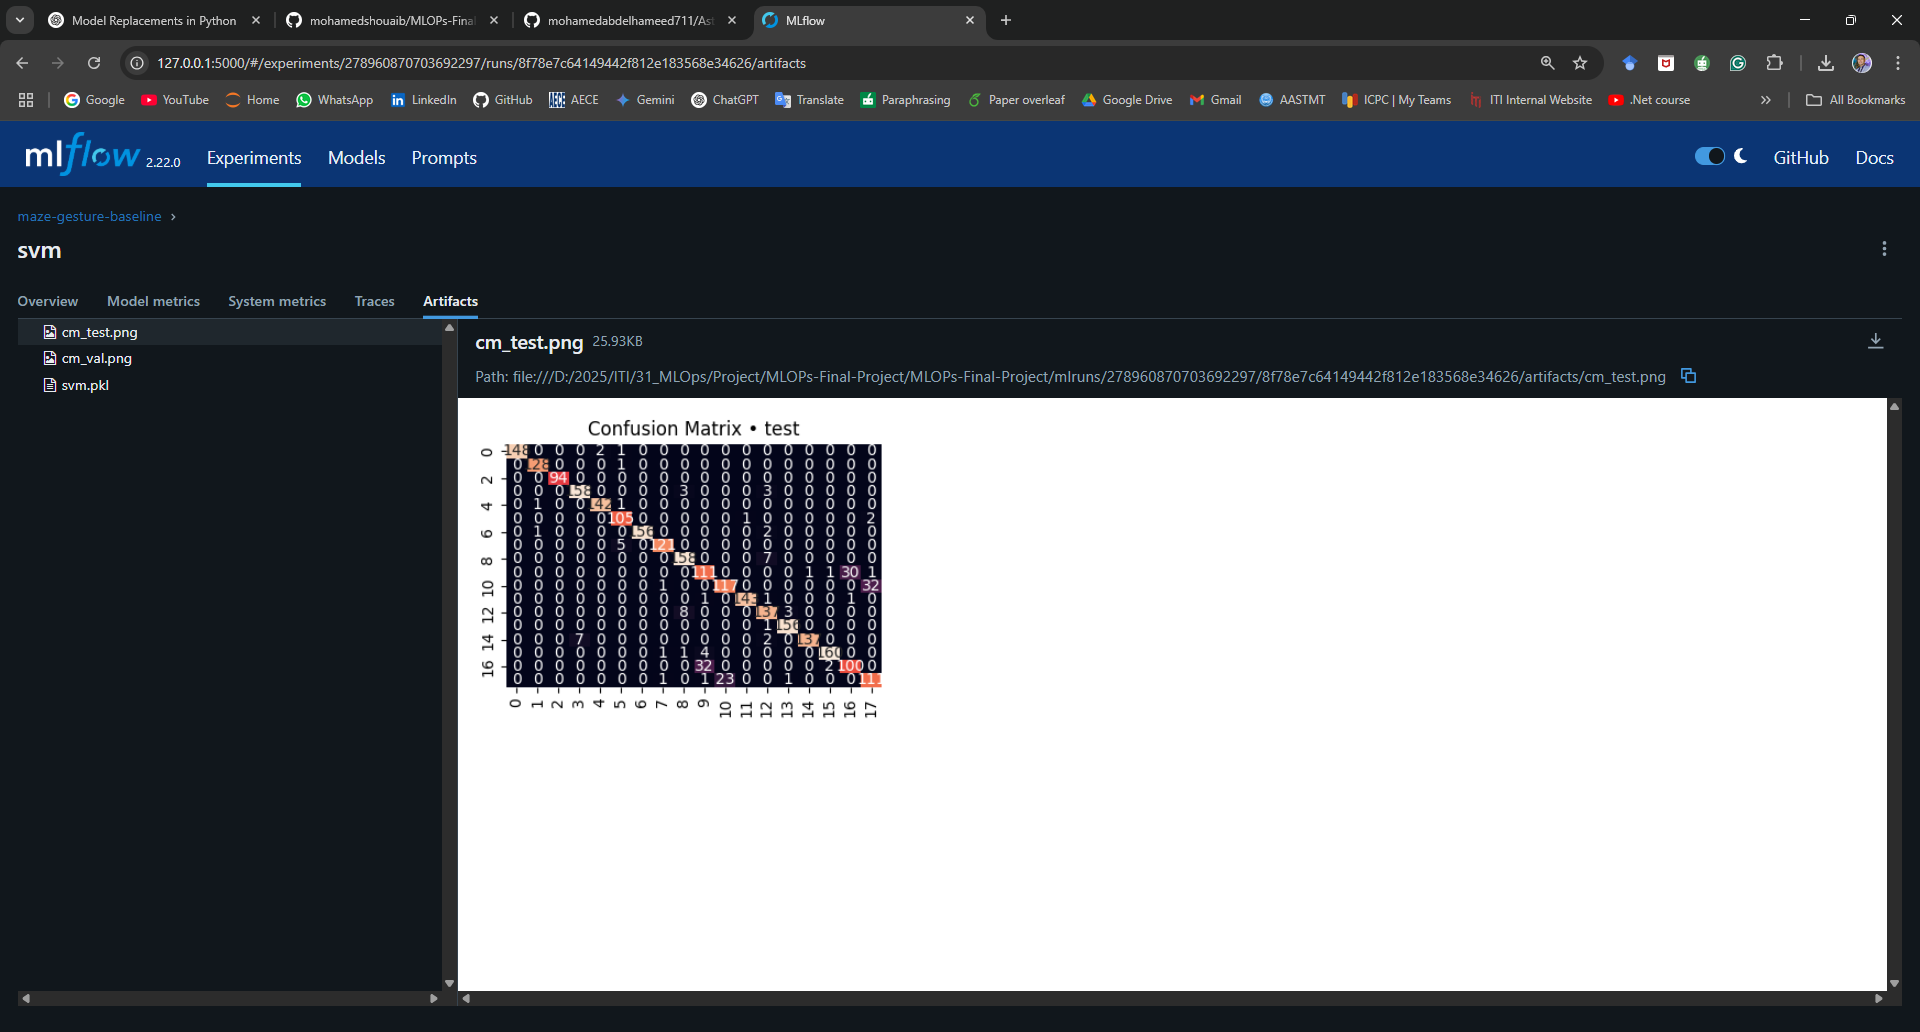 Model Replacements in Python
mohamedshouaib/MLOPs-Fina
mohamedabdelhameed711/Ast
MLflow
127.0.0.1:5000/#/experiments/278960870703692297/runs/8f78e7c64149442f812e183568e34626/artifacts
Google YouTube Home WhatsApp LinkedIn GitHub AECE Gemini ChatGPT Translate Paraphrasing Paper overleaf Google Drive Gmail AASTMT ICPC | My Teams ITI Internal Website .Net course » All Bookmarks
mlflow 2.22.0 Experiments Models Prompts GitHub Docs
maze-gesture-baseline
svm
Overview Model metrics System metrics Traces Artifacts
cm_test.png
cm_val.png
svm.pkl
cm_test.png 25.93KB
Path: file:///D:/2025/ITI/31_MLOps/Project/MLOPs-Final-Project/MLOPs-Final-Project/mlruns/278960870703692297/8f78e7c64149442f812e183568e34626/artifacts/cm_test.png
Confusion Matrix • test
0 148 0 0 0 2 1 0 0 0 0 0 0 0 0 0 0 0 0
0 128 0 0 0 1 0 0 0 0 0 0 0 0 0 0 0 0
2 0 0 94 0 0 0 0 0 0 0 0 0 0 0 0 0 0 0
0 0 0 158 0 0 0 0 3 0 0 0 3 0 0 0 0 0
4 0 1 0 0 142 1 0 0 0 0 0 0 0 0 0 0 0 0
0 0 0 0 0 105 0 0 0 0 0 1 0 0 0 0 0 2
6 0 1 0 0 0 0 156 0 0 0 0 0 2 0 0 0 0 0
0 0 0 0 0 5 0 121 0 0 0 0 0 0 0 0 0 0
8 0 0 0 0 0 0 0 0 158 0 0 0 7 0 0 0 0 0
0 0 0 0 0 0 0 0 0 111 0 0 0 0 1 1 30 1
10 0 0 0 0 0 0 0 1 0 0 117 0 0 0 0 0 0 32
0 0 0 0 0 0 0 0 0 1 0 143 1 0 0 0 1 0
12 0 0 0 0 0 0 0 0 8 0 0 0 137 3 0 0 0 0
0 0 0 0 0 0 0 0 0 0 0 0 1 156 0 0 0 0
14 0 0 0 7 0 0 0 0 0 0 0 0 2 0 137 0 0 0
0 0 0 0 0 0 0 1 1 4 0 0 0 0 0 160 0 0
16 0 0 0 0 0 0 0 0 0 32 0 0 0 0 0 2 100 0
0 0 0 0 0 0 0 1 0 1 23 0 0 1 0 0 0 111
0 1 2 3 4 5 6 7 8 9 10 11 12 13 14 15 16 17